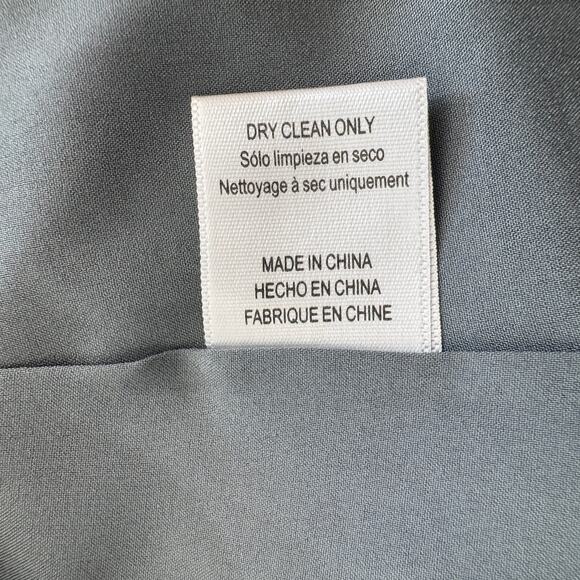 DRY CLEAN ONLY
Sólo limpieza en seco
Nettoyage à sec uniquement
MADE IN CHINA
HECHO EN CHINA
FABRIQUE EN CHINE